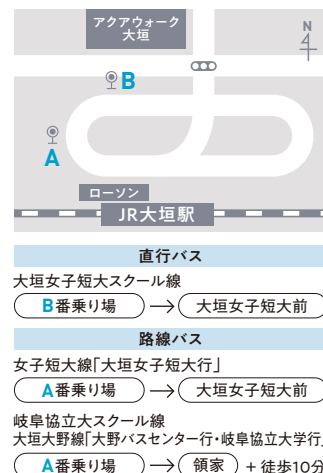 アクアウォーク
大垣
N
B
A
ローソン
JR大垣駅
直行バス
大垣女子短大スクール線
B番乗り場 → 大垣女子短大前
路線バス
女子短大線「大垣女子短大行」
A番乗り場 → 大垣女子短大前
岐阜協立大スクール線
大垣大野線「大野バスセンター行・岐阜協立大学行」
A番乗り場 → 領家 + 徒歩10分